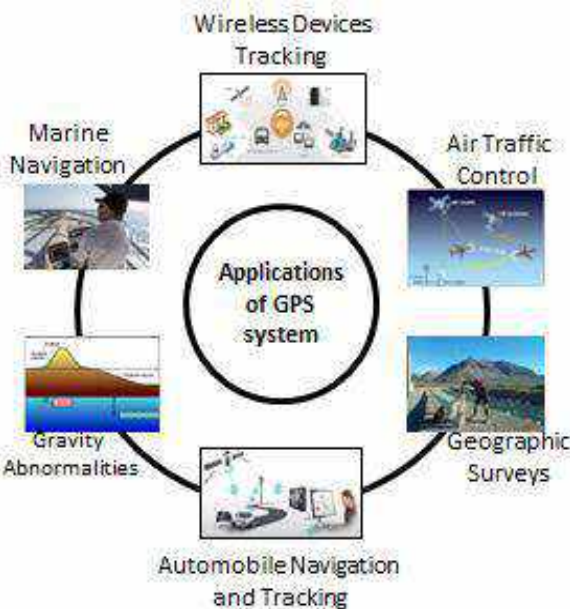 Wireless Devices
Tracking
Marine
Navigation
Air Traffic
Control
Applications
of GPS
system
Gravity
Abnormalities
Geographic
Surveys
Automobile Navigation
and Tracking